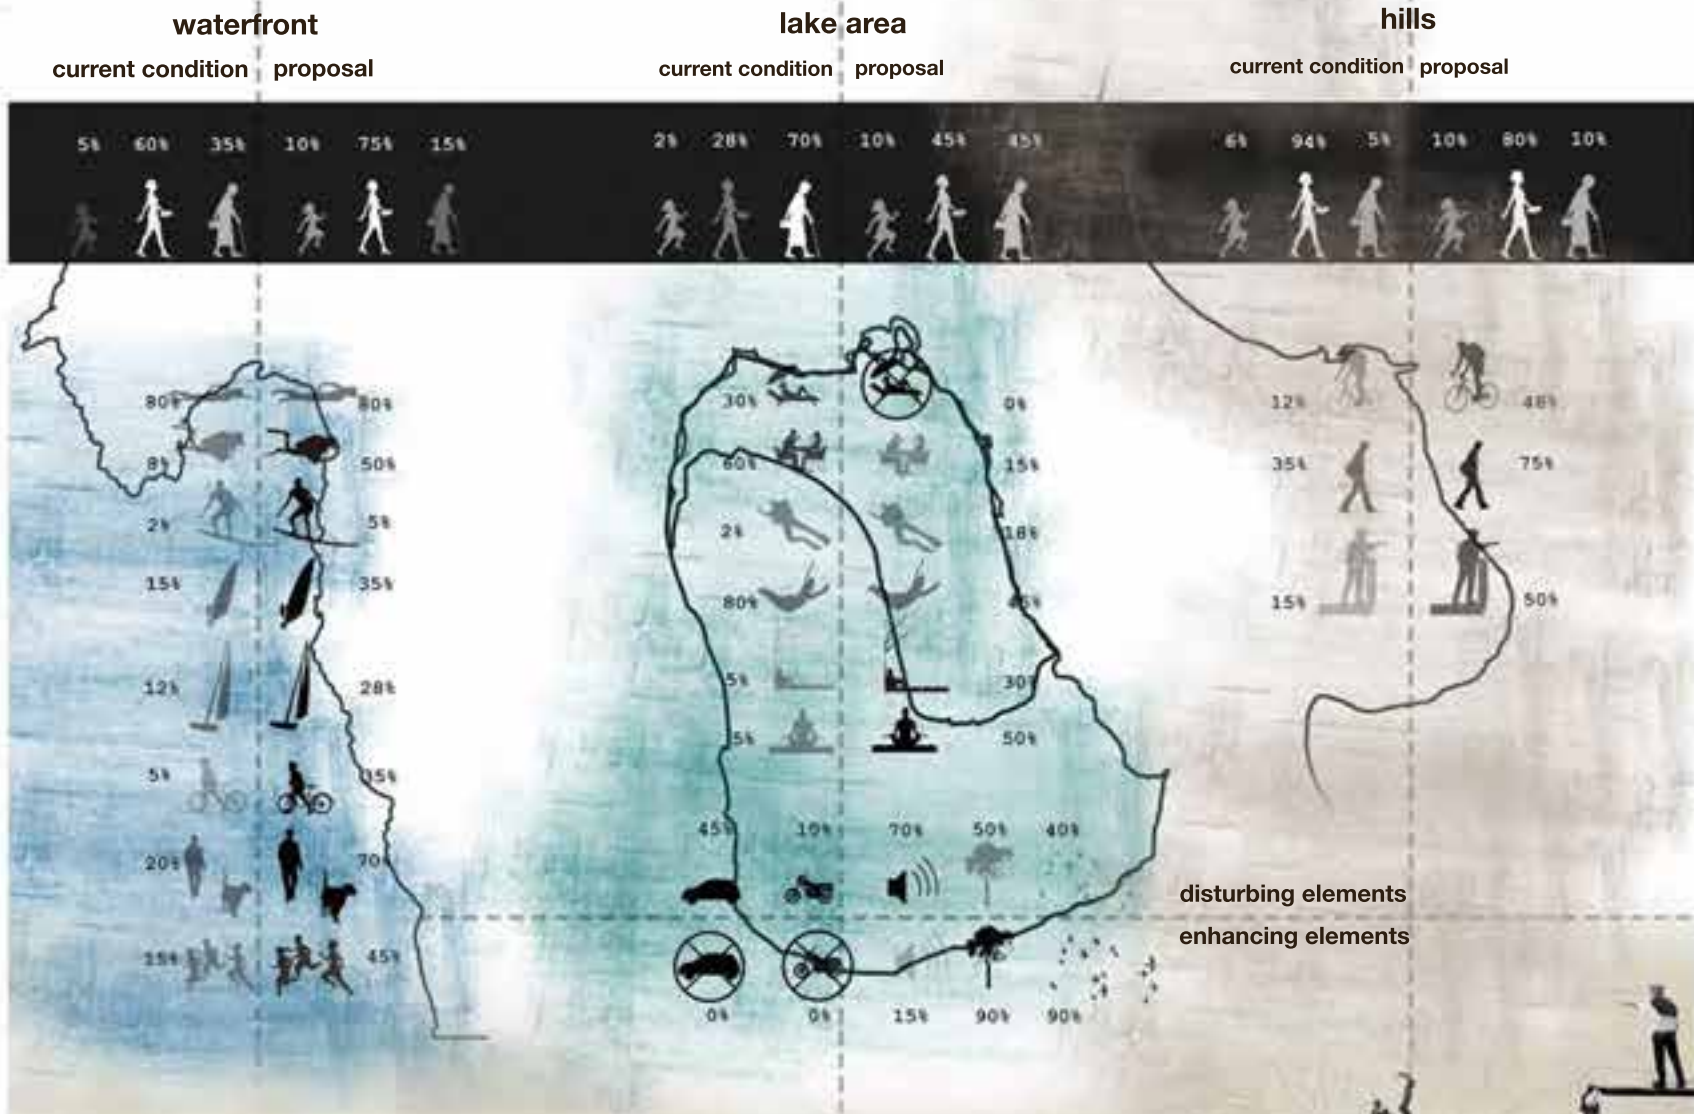 waterfront lake area hills
current condition proposal current condition proposal current condition proposal
5% 60% 35% 10% 75% 15% 2% 28% 70% 10% 45% 45% 6% 94% 5% 10% 80% 10%
80% 80% 30% 0% 12% 48%
8% 50% 60% 15% 35% 75%
2% 5% 2% 18%
15% 35% 80% 45% 15% 50%
12% 28% 5% 30%
5% 50%
5% 35%
45% 10% 70% 50% 40%
20% 70%
disturbing elements
enhancing elements
15% 45%
0% 0% 15% 90% 90%